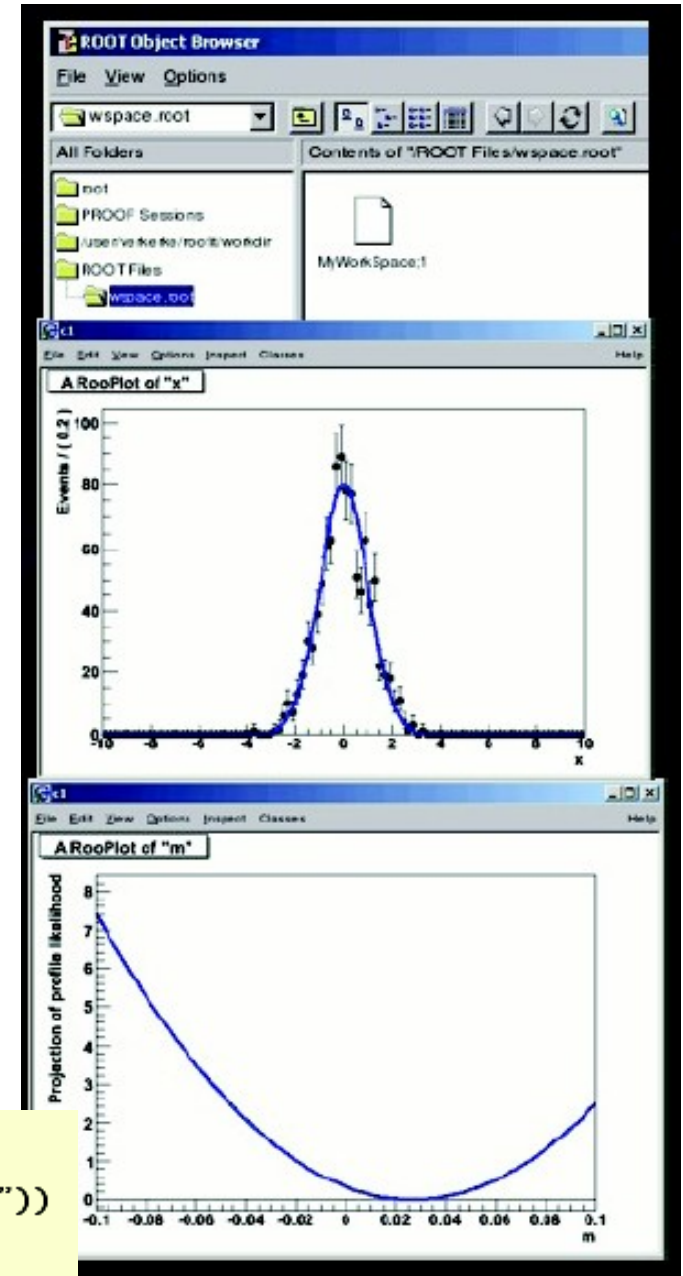 ROOT Object Browser
File View Options
wspace.root
All Folders
Contents of "/ROOT Files/wspace.root"
root
PROOF Sessions
/user/verkerke/roofit/workdir
ROOT Files
wspace.root
MyWorkSpace;1
c1
File Edit View Options Inspect Classes Help
A RooPlot of "x"
Events / ( 0.2 )
100
80
60
40
20
0
-10 -8 -6 -4 -2 0 2 4 6 8 10
x
c1
File Edit View Options Inspect Classes Help
A RooPlot of "m"
Projection of profile likelihood
8
7
6
5
4
3
2
1
0
-0.1 -0.08 -0.06 -0.04 -0.02 0 0.02 0.04 0.06 0.08 0.1
m
"))